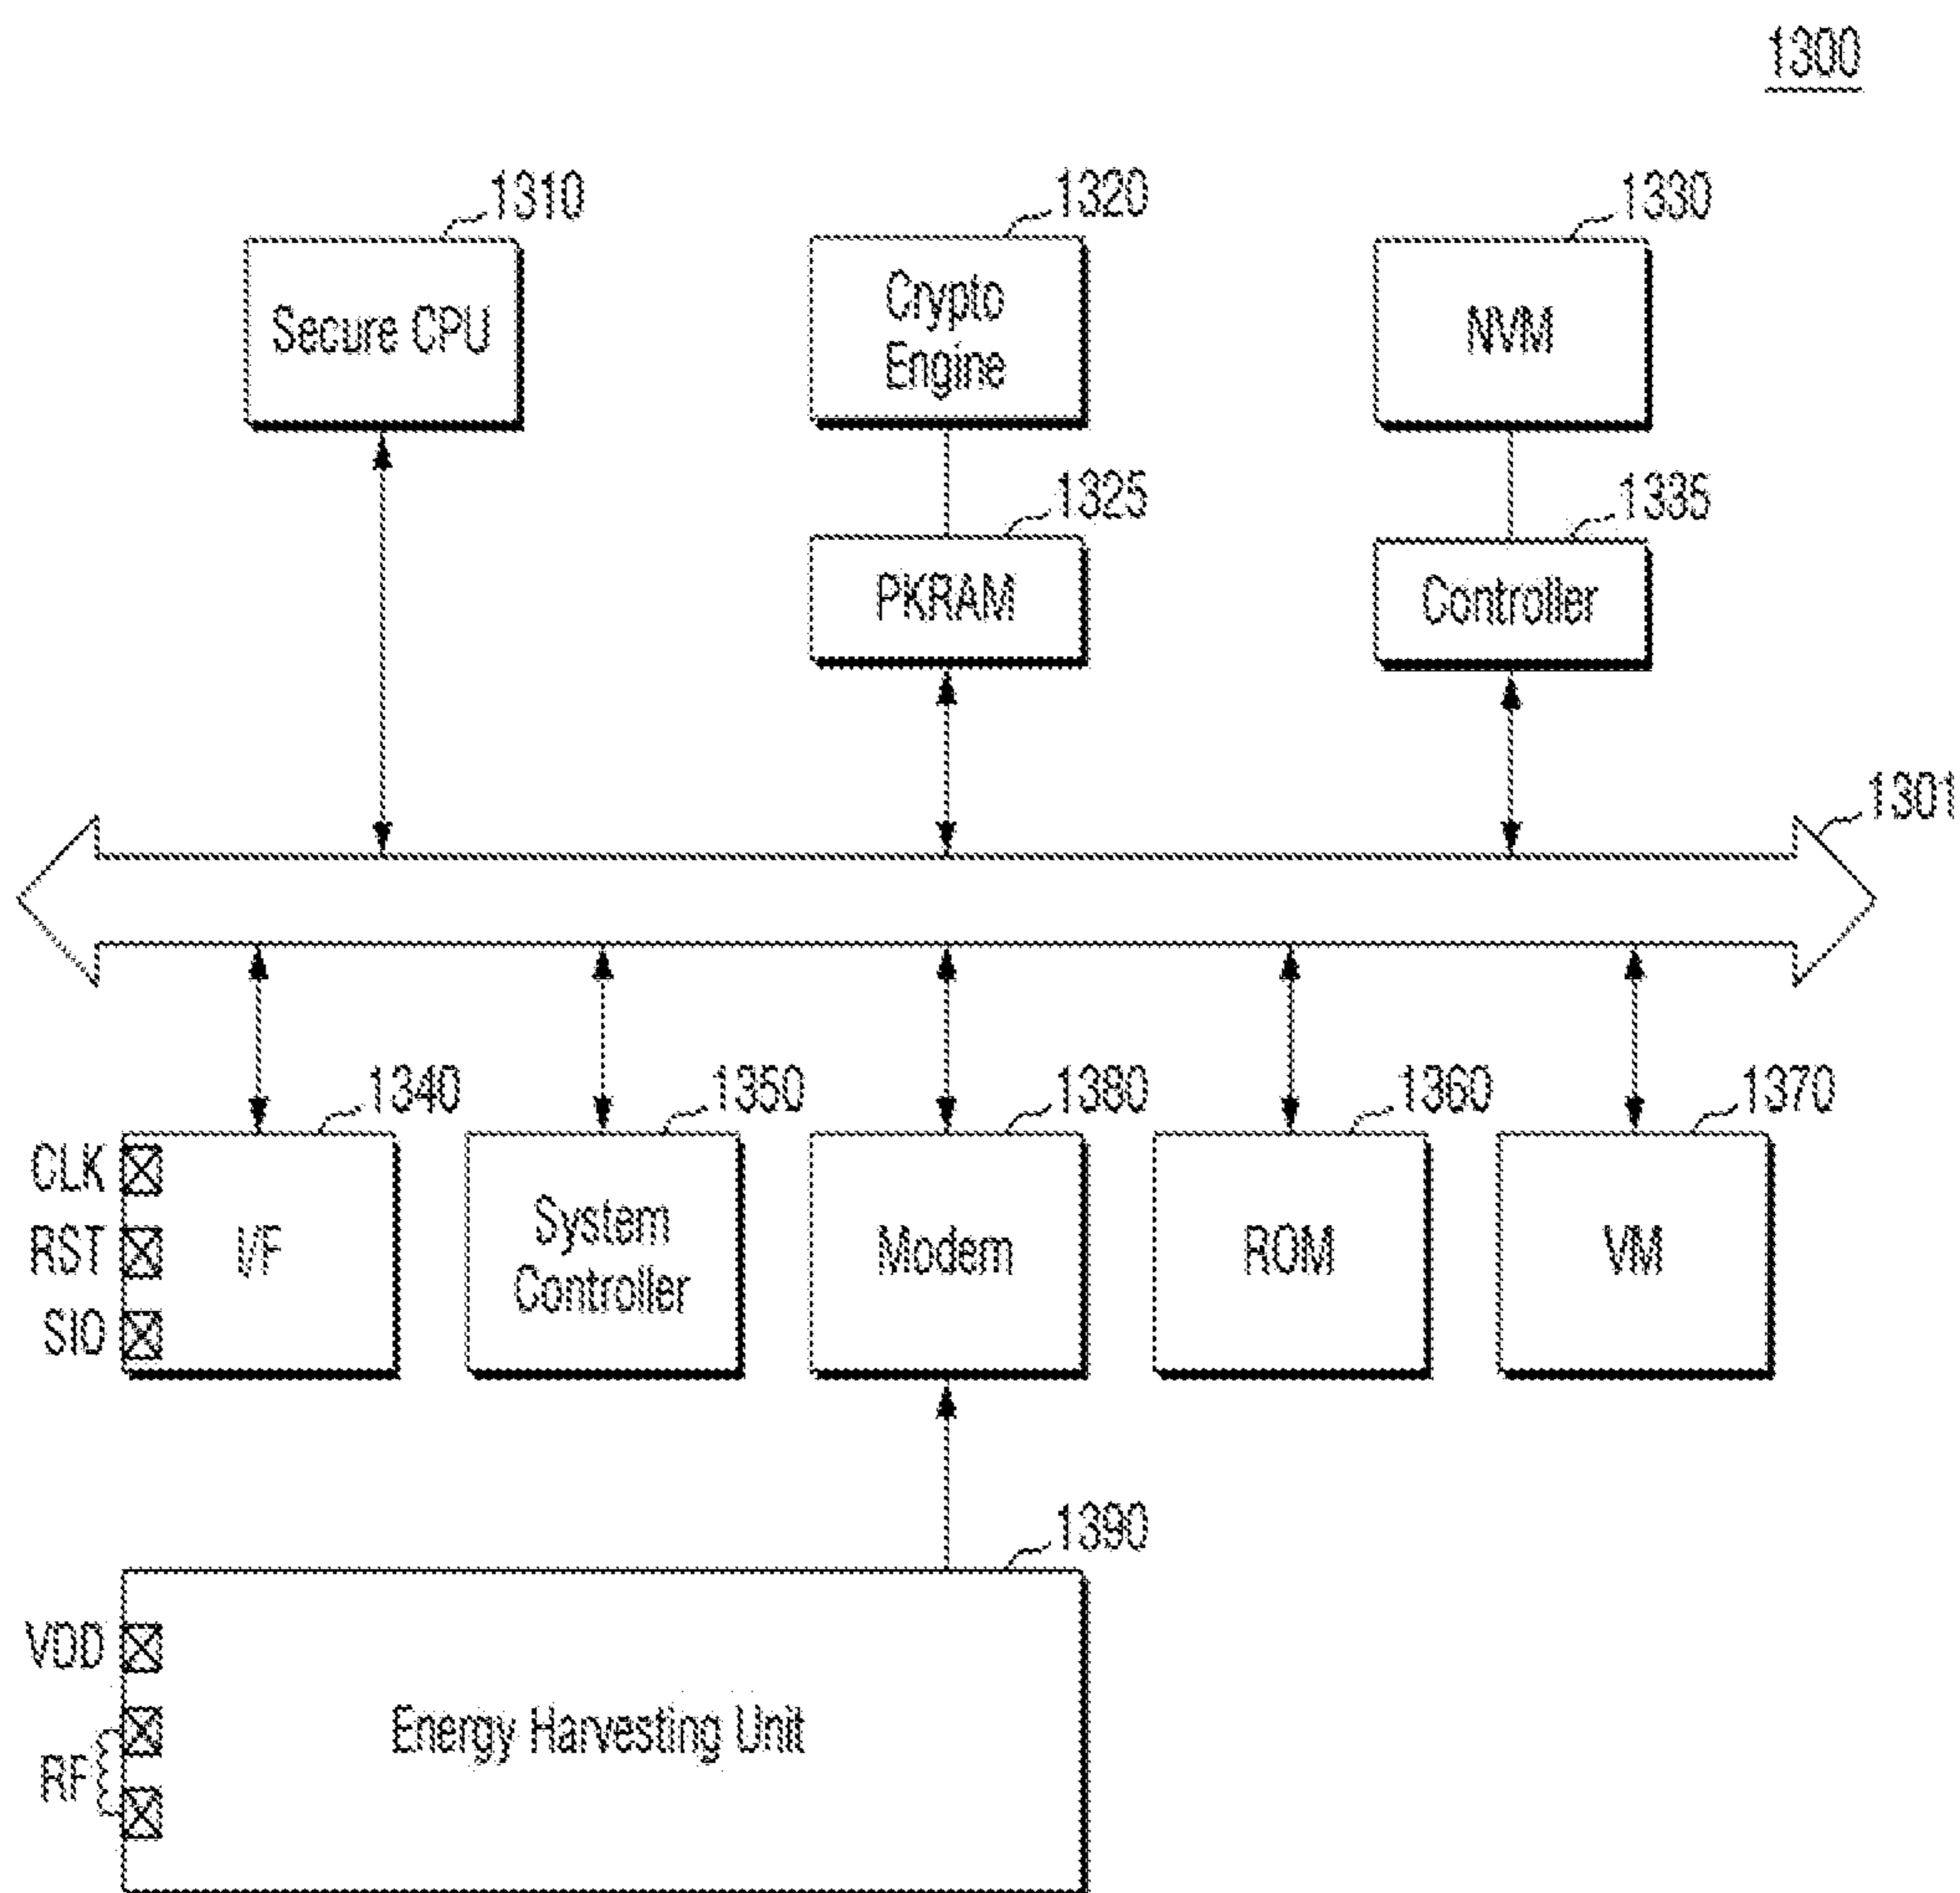 1300
1310
1320
1330
Secure CPU
Crypto
Engine
NVM
1325
1335
PKRAM
Controller
1301
1340
1350
1380
1360
1370
CLK
RST
SIO
I/F
System
Controller
Modem
ROM
VM
1390
VDD
RF
Energy Harvesting Unit